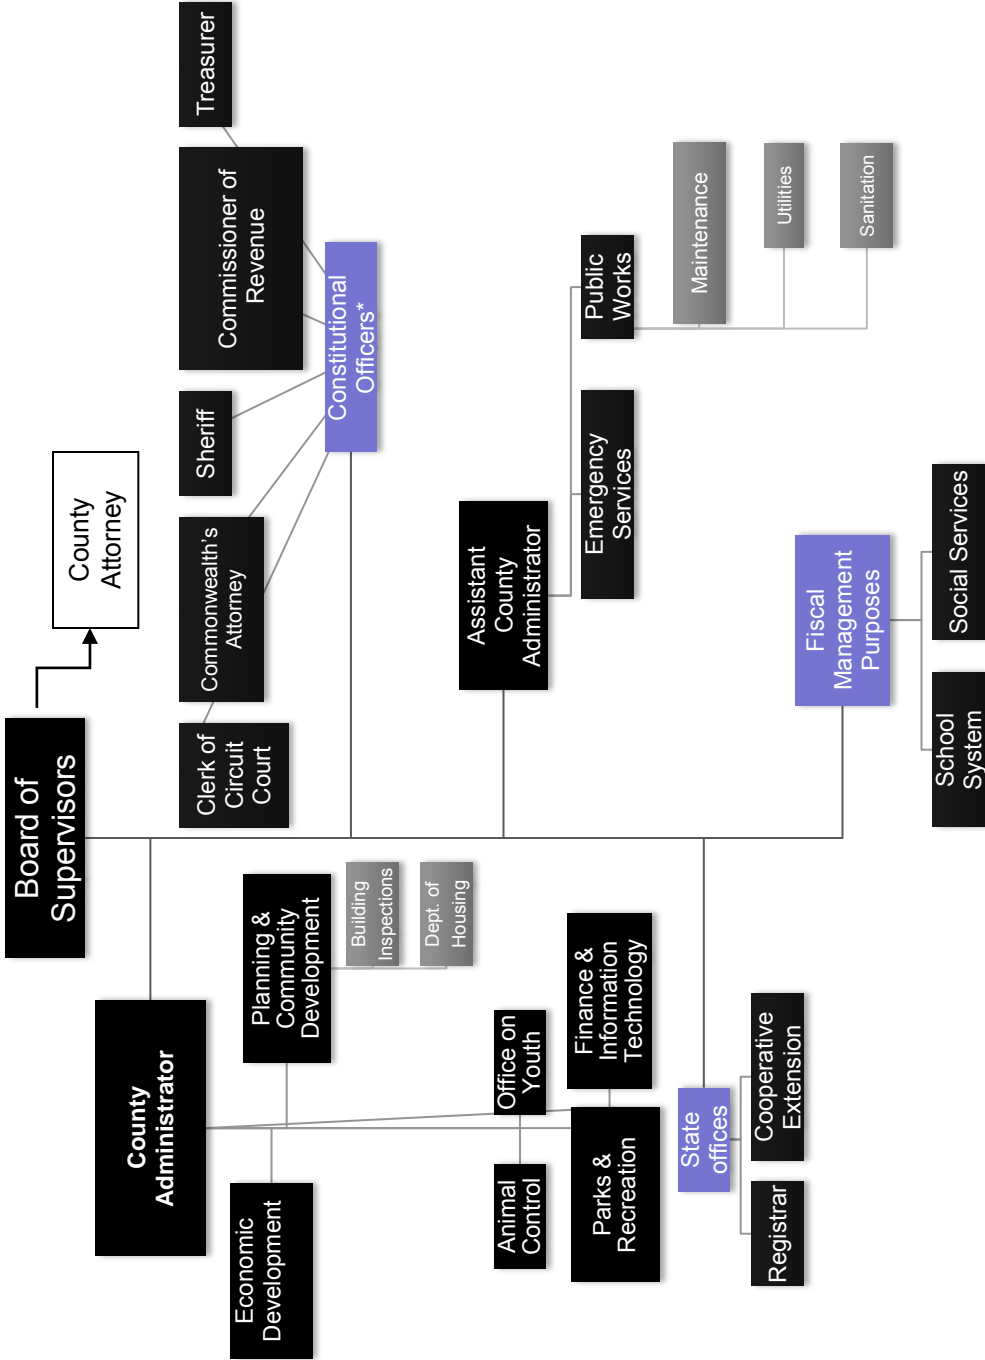 Board of
Supervisors
County
Attorney
County
Administrator
Clerk of
Circuit
Court
Commonwealth's
Attorney
Sheriff
Commissioner of
Revenue
Treasurer
Constitutional
Officers*
Economic
Development
Planning &
Community
Development
Building
Inspections
Dept. of
Housing
Animal
Control
Office on
Youth
Parks &
Recreation
Finance &
Information
Technology
Assistant
County
Administrator
Emergency
Services
Public
Works
Maintenance
Utilities
Sanitation
State
offices
Registrar
Cooperative
Extension
Fiscal
Management
Purposes
School
System
Social Services